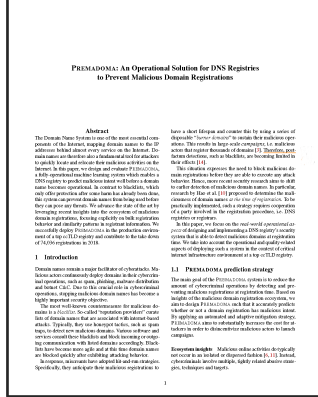 PREMADOMA: An Operational Solution for DNS Registries
to Prevent Malicious Domain Registrations
Abstract
The Domain Name System is one of the most essential com-
ponents of the Internet, mapping domain names to the IP
addresses behind almost every service on the Internet. Do-
main names are therefore also a fundamental tool for attackers
to quickly locate and relocate their malicious activities on the
Internet. In this paper, we design and evaluate PREMADOMA,
a fully operational machine learning system which enables a
DNS registry to predict malicious intent well before a domain
name becomes operational. In contrast to blacklists, which
only offer protection after some harm has already been done,
this system can prevent domain names from being used before
they can pose any threats. We advance the state of the art by
leveraging recent insights into the ecosystem of malicious
domain registrations, focusing explicitly on bulk registration
behavior and similarity patterns in registrant information. We
successfully deploy PREMADOMA in the production environ-
ment of a top ccTLD registry and contribute to the take down
of 74,036 registrations in 2018.
1 Introduction
Domain names remain a major facilitator of cyberattacks. Ma-
licious actors continuously deploy domains in their cybercrimi-
nal operations, such as spam, phishing, malware distribution
and botnet C&C. Due to this crucial role in cybercriminal
operations, stopping malicious domain names has become a
highly important security objective.
The most well-known countermeasure for malicious do-
mains is a blacklist. So-called "reputation providers" curate
lists of domain names that are associated with internet-based
attacks. Typically, they use honeypot tactics, such as spam
traps, to detect new malicious domains. Various software and
services consult these blacklists and block incoming or outgo-
ing communication with listed domains accordingly. Black-
lists have become more agile and at this time domain names
are blocked quickly after exhibiting attacking behavior.
In response, miscreants have adopted hit-and-run strategies.
Specifically, they anticipate their malicious registrations to
have a short lifespan and counter this by using a series of
disposable "burner domains" to sustain their malicious oper-
ations. This results in large-scale campaigns, i.e. malicious
actors that register thousands of domains. Therefore, post-
factum detections, such as blacklists, are becoming limited in
their effects
This situation expresses the need to block malicious do-
main registrations before they are able to execute any attack
behavior. Hence, more recent security research aims to shift
to earlier detection of malicious domain names. In particular,
research by Hao et al. proposed to determine the mali-
ciousness of domain names at the time of registration. To be
practically implemented, such a strategy requires cooperation
of a party involved in the registration procedure, i.e. DNS
registries or registrars.
In this paper, we focus on the real-world operational as-
pects of designing and implementing a DNS registry's security
system that is able to detect malicious domains at registration
time. We take into account the operational and quality-related
aspects of deploying such a system in the context of critical
internet infrastructure environment at a top ccTLD registry.
1.1 PREMADOMA prediction strategy
The main goal of the PREMADOMA system is to reduce the
amount of cybercriminal operations by detecting and pre-
venting malicious registrations at registration time. Based on
insights of the malicious domain registration ecosystem, we
aim to design PREMADOMA such that it accurately predicts
whether or not a domain registration has malicious intent.
By applying an automated and adaptive mitigation strategy,
PREMADOMA aims to substantially increase the cost for at-
tackers in order to disincentivize malicious actors to launch
campaigns.
Ecosystem insights Malicious online activities do typically
not occur in an isolated or dispersed fashion Instead,
cybercriminals involve multiple, tightly related abusive strate-
gies, techniques and targets.
1